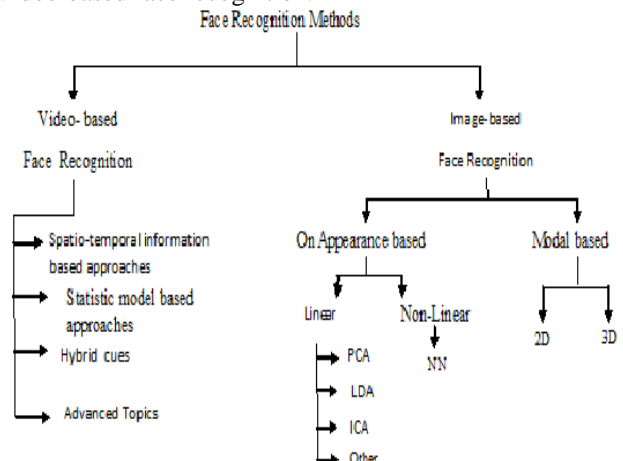 Face Recognition Methods
Video- based
Face Recognition
Image-based
Face Recognition
Spatio-temporal information
based approaches
Statistic model based
approaches
Hybrid cues
Advanced Topics
On Appearance based
Modal based
Linear
Non-Linear
PCA
LDA
ICA
Other
NN
2D
3D